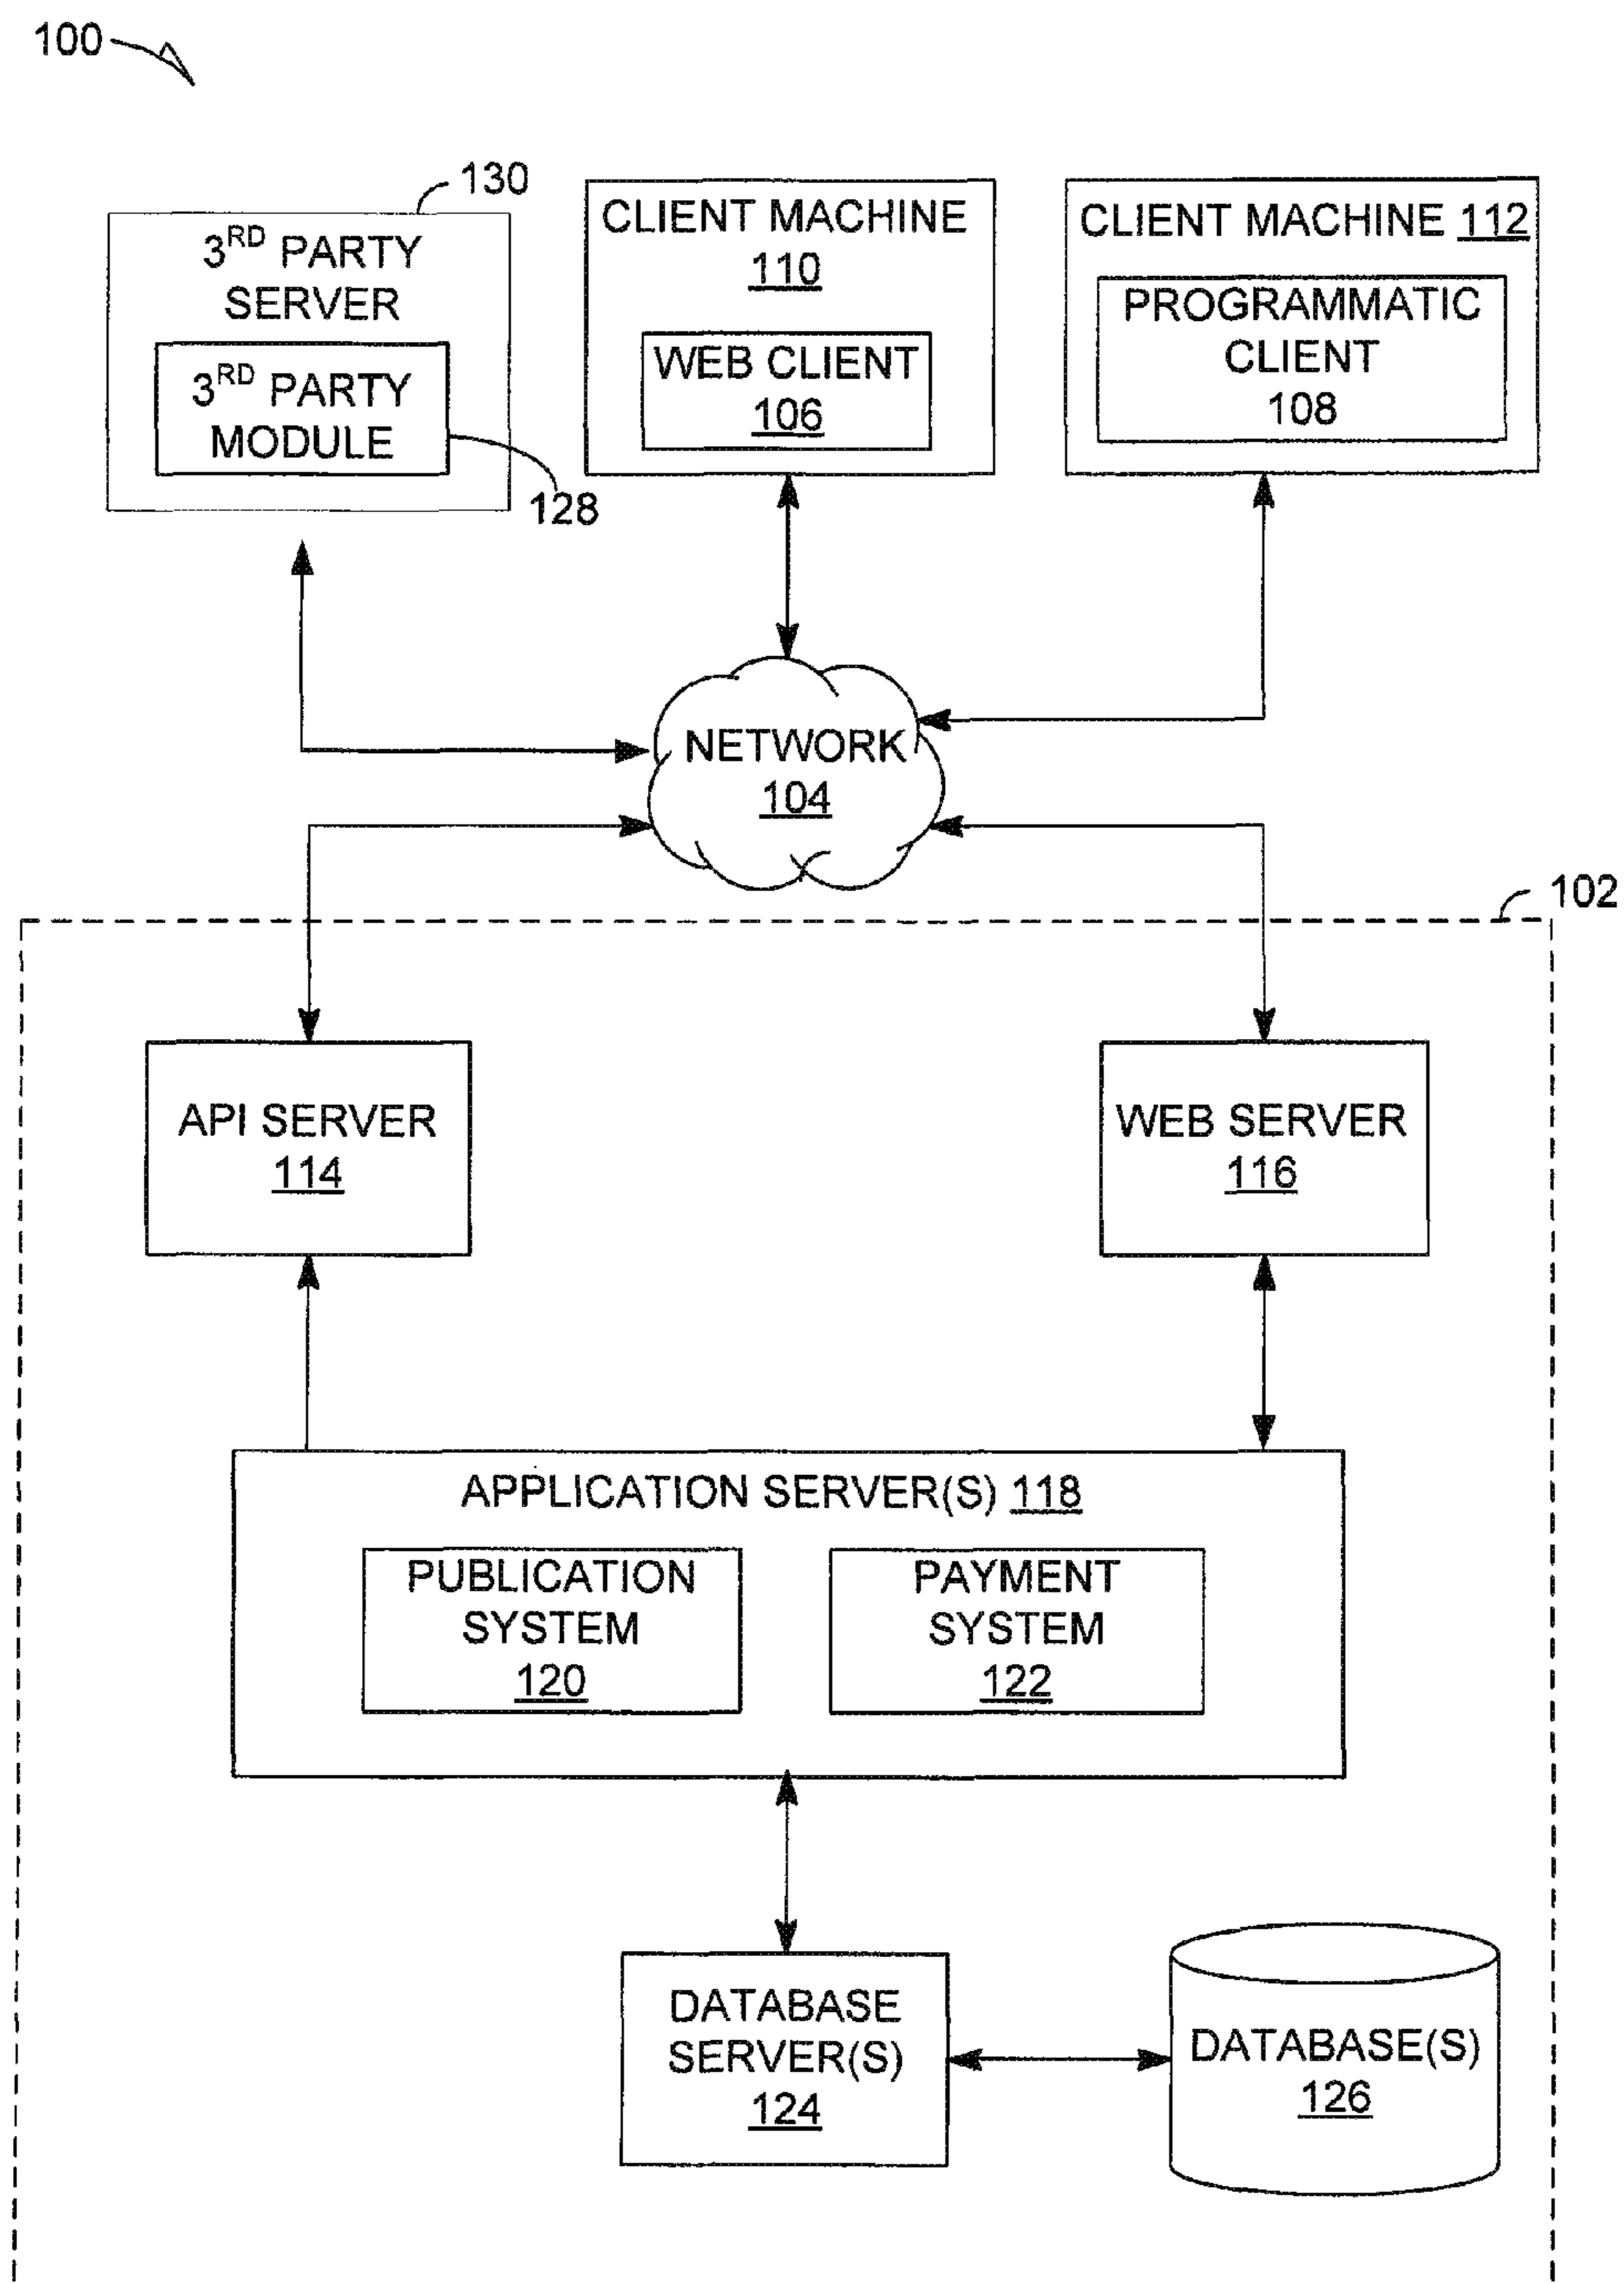 100
130
3RD PARTY
SERVER
3RD PARTY
MODULE
128
CLIENT MACHINE
110
WEB CLIENT
106
CLIENT MACHINE 112
PROGRAMMATIC
CLIENT
108
NETWORK
104
102
API SERVER
114
WEB SERVER
116
APPLICATION SERVER(S) 118
PUBLICATION
SYSTEM
120
PAYMENT
SYSTEM
122
DATABASE
SERVER(S)
124
DATABASE(S)
126